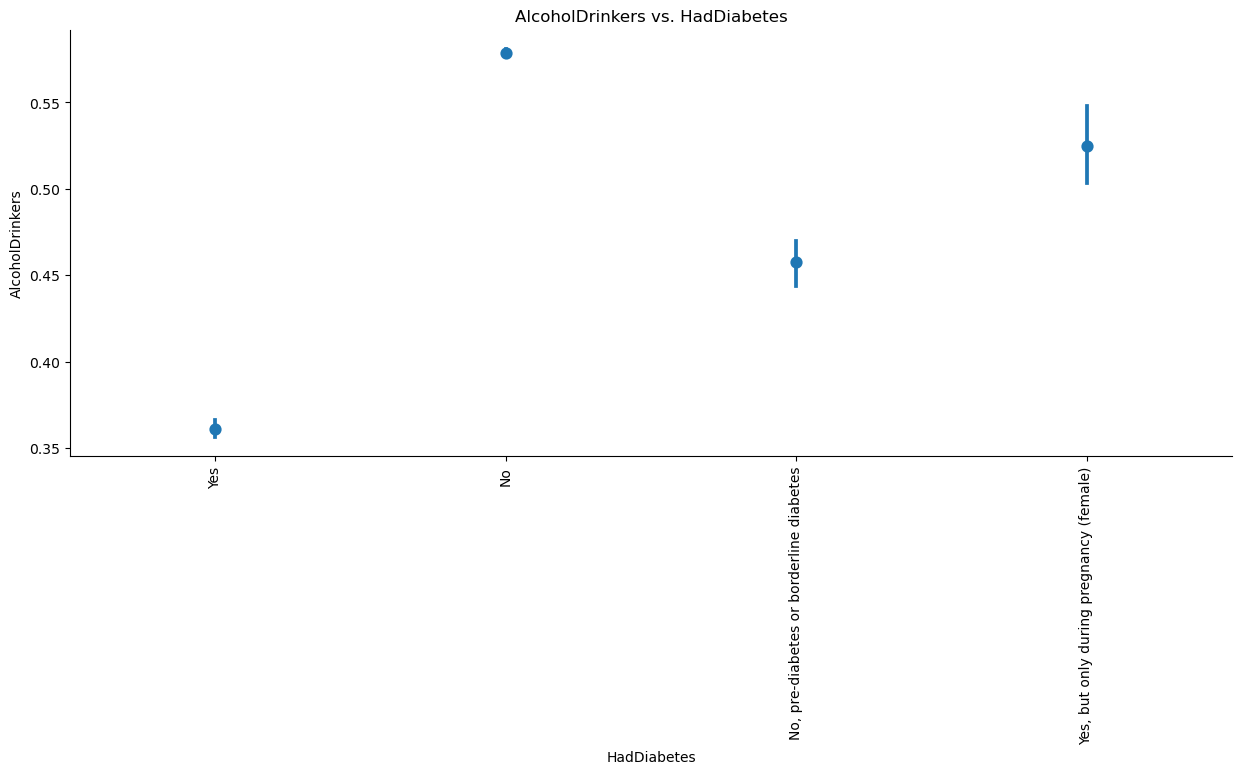 AlcoholDrinkers vs. HadDiabetes
AlcoholDrinkers
0.55
0.50
0.45
0.40
0.35
Yes
No
No, pre-diabetes or borderline diabetes
Yes, but only during pregnancy (female)
HadDiabetes